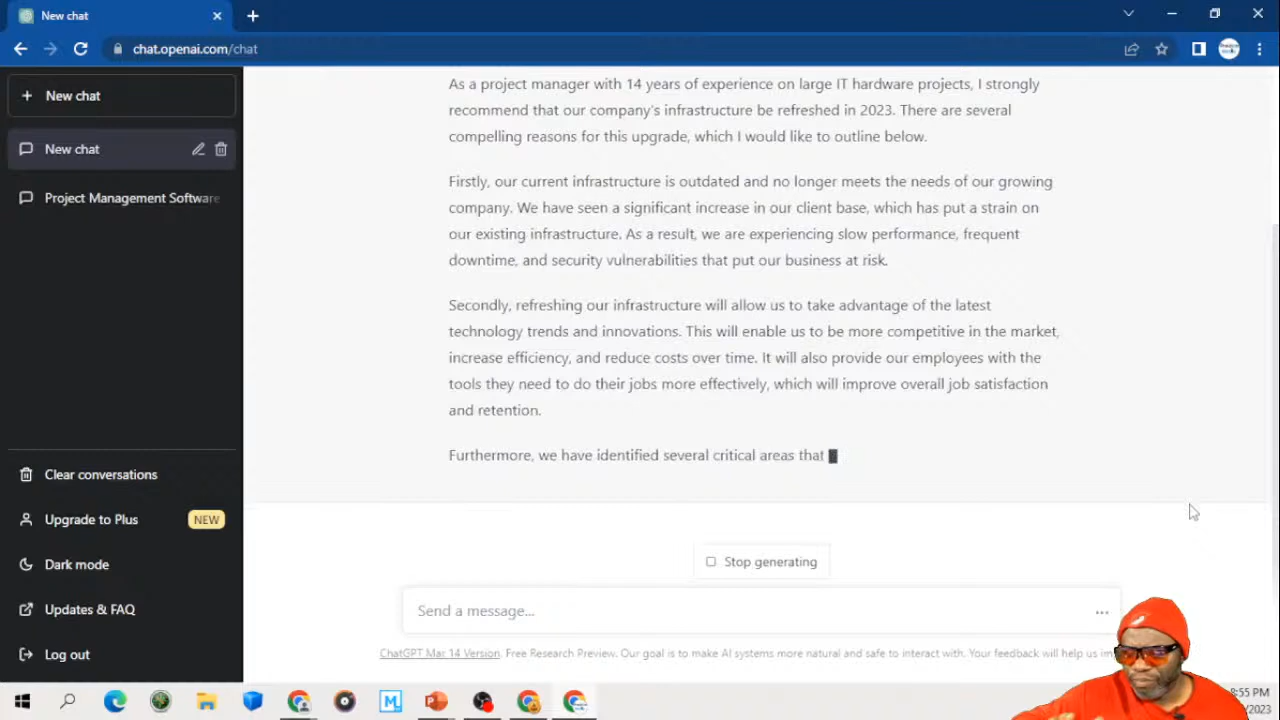 New chat
chat.openai.com/chat
New chat
New chat
Project Management Software
Clear conversations
Upgrade to Plus NEW
Dark mode
Updates & FAQ
Log out
As a project manager with 14 years of experience on large IT hardware projects, I strongly
recommend that our company's infrastructure be refreshed in 2023. There are several
compelling reasons for this upgrade, which I would like to outline below.
Firstly, our current infrastructure is outdated and no longer meets the needs of our growing
company. We have seen a significant increase in our client base, which has put a strain on
our existing infrastructure. As a result, we are experiencing slow performance, frequent
downtime, and security vulnerabilities that put our business at risk.
Secondly, refreshing our infrastructure will allow us to take advantage of the latest
technology trends and innovations. This will enable us to be more competitive in the market,
increase efficiency, and reduce costs over time. It will also provide our employees with the
tools they need to do their jobs more effectively, which will improve overall job satisfaction
and retention.
Furthermore, we have identified several critical areas that
Stop generating
Send a message...
ChatGPT Mar 14 Version. Free Research Preview. Our goal is to make AI systems more natural and safe to interact with. Your feedback will help us im
8:55 PM
/2023